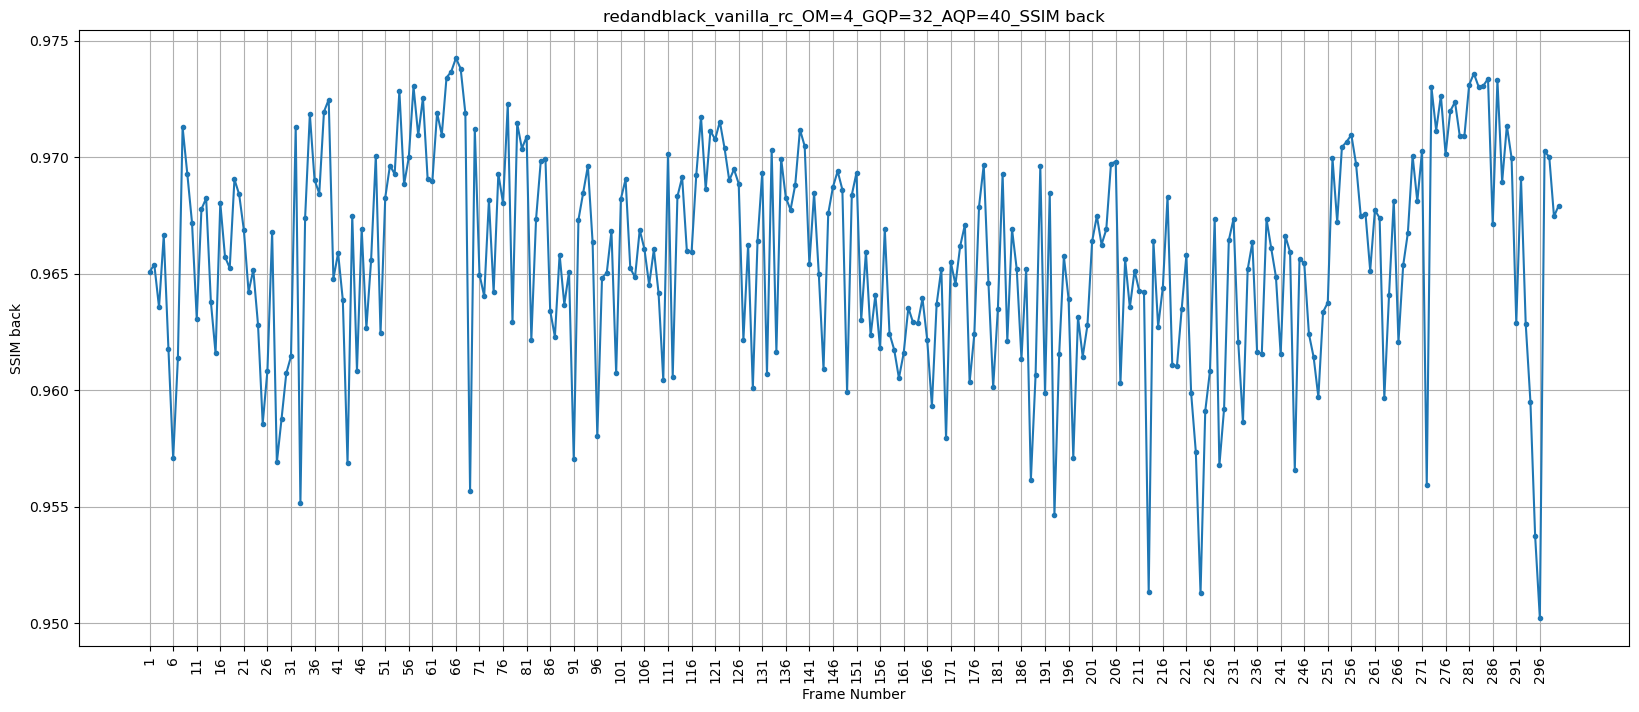 redandblack_vanilla_rc_OM=4_GQP=32_AQP=40_SSIM back
0.975
0.970
0.965
0.960
0.955
0.950
SSIM back
1 6 11 16 21 26 31 36 41 46 51 56 61 66 71 76 81 86 91 96 101 106 111 116 121 126 131 136 141 146 151 156 161 166 171 176 181 186 191 196 201 206 211 216 221 226 231 236 241 246 251 256 261 266 271 276 281 286 291 296
Frame Number